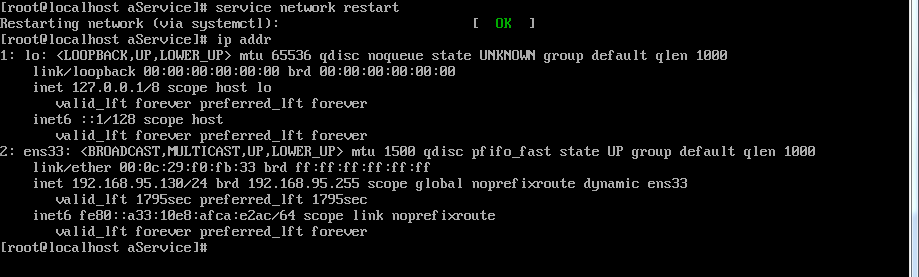 [root@localhost aService]# service network restart
Restarting network (via systemctl):                        [  OK  ]
[root@localhost aService]# ip addr
1: lo: <LOOPBACK,UP,LOWER_UP> mtu 65536 qdisc noqueue state UNKNOWN group default qlen 1000
    link/loopback 00:00:00:00:00:00 brd 00:00:00:00:00:00
    inet 127.0.0.1/8 scope host lo
       valid_lft forever preferred_lft forever
    inet6 ::1/128 scope host
       valid_lft forever preferred_lft forever
2: ens33: <BROADCAST,MULTICAST,UP,LOWER_UP> mtu 1500 qdisc pfifo_fast state UP group default qlen 1000
    link/ether 00:0c:29:f0:fb:33 brd ff:ff:ff:ff:ff:ff
    inet 192.168.95.130/24 brd 192.168.95.255 scope global noprefixroute dynamic ens33
       valid_lft 1795sec preferred_lft 1795sec
    inet6 fe80::a33:10e8:afca:e2ac/64 scope link noprefixroute
       valid_lft forever preferred_lft forever
[root@localhost aService]#